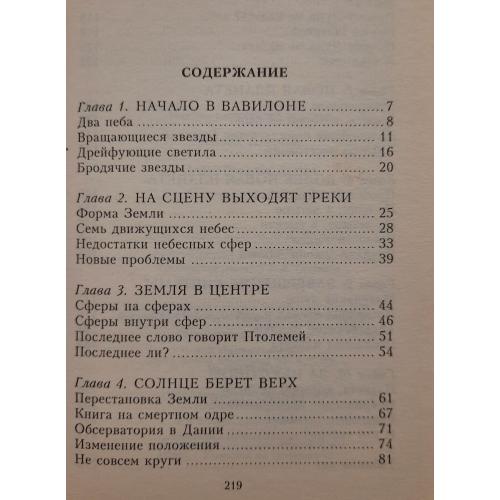 СОДЕРЖАНИЕ
Глава 1. НАЧАЛО В ВАВИЛОНЕ 7
Два неба 8
Вращающиеся звезды 11
Дрейфующие светила 16
Бродячие звезды 20
Глава 2. НА СЦЕНУ ВЫХОДЯТ ГРЕКИ
Форма Земли 25
Семь движущихся небес 28
Недостатки небесных сфер 33
Новые проблемы 39
Глава 3. ЗЕМЛЯ В ЦЕНТРЕ
Сферы на сферах 44
Сферы внутри сфер 46
Последнее слово говорит Птолемей 51
Последнее ли? 54
Глава 4. СОЛНЦЕ БЕРЕТ ВЕРХ
Перестановка Земли 61
Книга на смертном одре 67
Обсерватория в Дании 71
Изменение положения 74
Не совсем круги 81
219